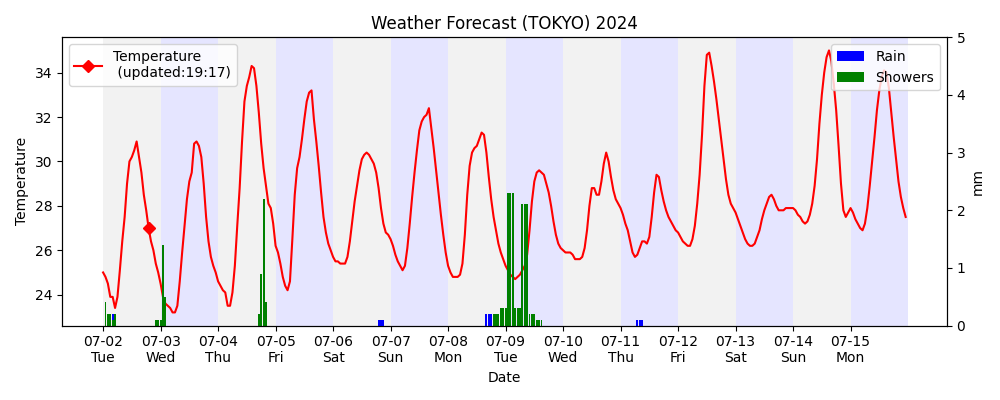 Weather Forecast (TOKYO) 2024
Temperature
(updated:19:17)
Rain
Showers
Temperature
34
32
30
28
26
24
5
4
3
2
1
0
mm
07-02 07-03 07-04 07-05 07-06 07-07 07-08 07-09 07-10 07-11 07-12 07-13 07-14 07-15
Tue Wed Thu Fri Sat Sun Mon Tue Wed Thu Fri Sat Sun Mon
Date